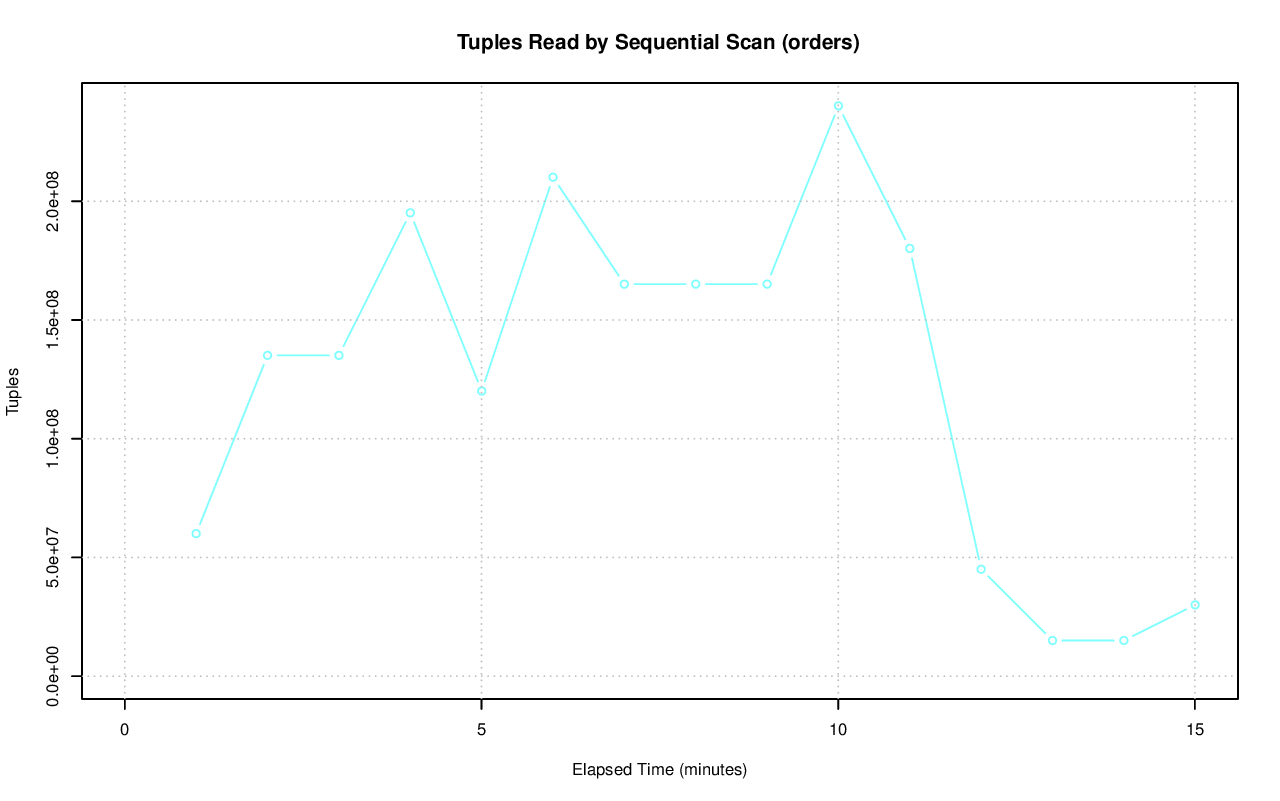 Tuples Read by Sequential Scan (orders)
Tuples
2.0e+08
1.5e+08
1.0e+08
5.0e+07
0.0e+00
0 5 10 15
Elapsed Time (minutes)